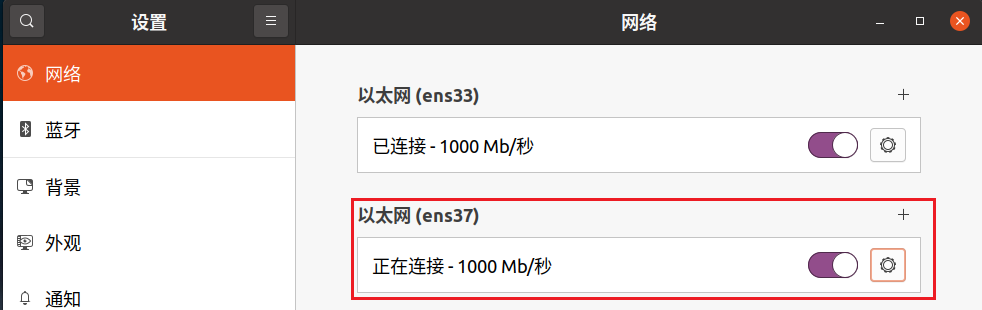 设置
网络
网络
蓝牙
背景
外观
通知
以太网 (ens33)
已连接 - 1000 Mb/秒
以太网 (ens37)
正在连接 - 1000 Mb/秒